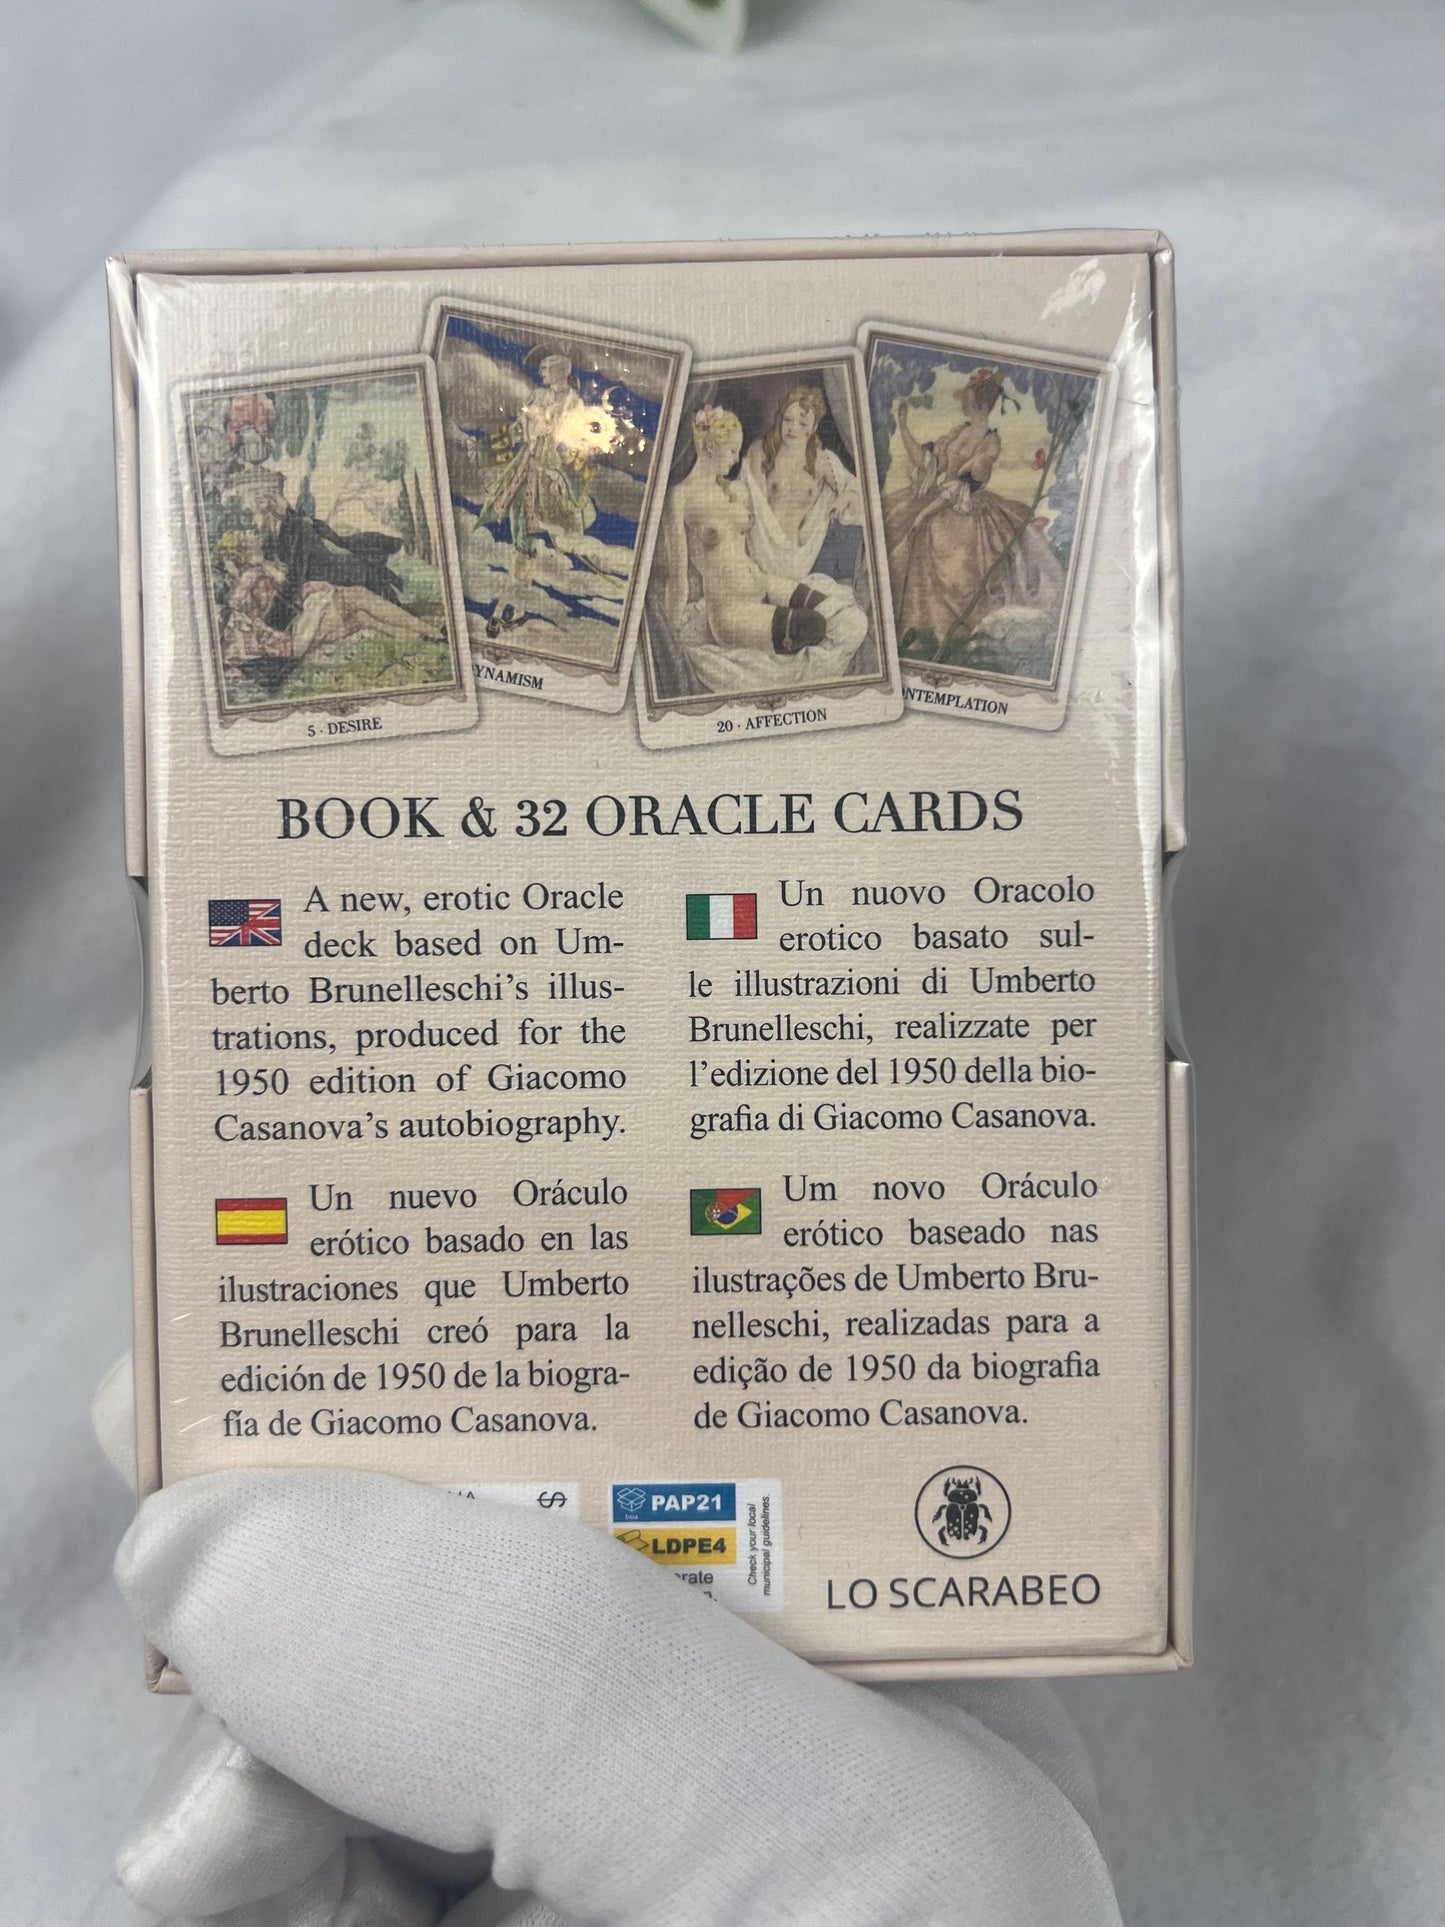 5 · DESIRE
YNAMISM
20 · AFFECTION
ONTEMPLATION
BOOK & 32 ORACLE CARDS
A new, erotic Oracle
deck based on Um-
berto Brunelleschi's illus-
trations, produced for the
1950 edition of Giacomo
Casanova's autobiography.
Un nuovo Oracolo
erotico basato sul-
le illustrazioni di Umberto
Brunelleschi, realizzate per
l'edizione del 1950 della bio-
grafia di Giacomo Casanova.
Un nuevo Oráculo
erótico basado en las
ilustraciones que Umberto
Brunelleschi creó para la
edición de 1950 de la biogra-
fía de Giacomo Casanova.
Um novo Oráculo
erótico baseado nas
ilustrações de Umberto Bru-
nelleschi, realizadas para a
edição de 1950 da biografia
de Giacomo Casanova.
PAP21
box
LDPE4
Check your local
municipal guidelines.
LO SCARABEO